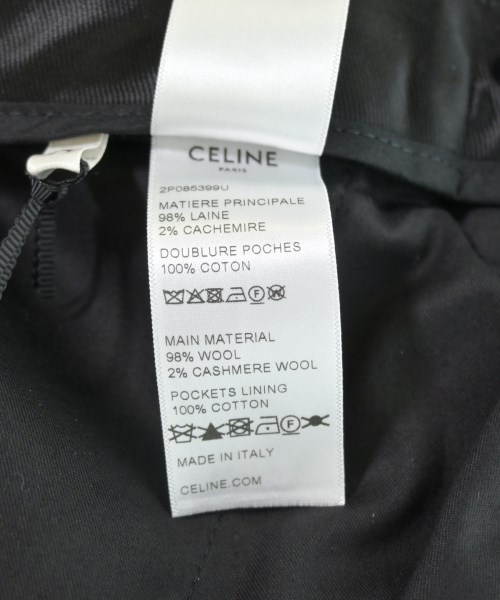 CELINE
PARIS
2P085399U
MATIERE PRINCIPALE
98% LAINE
2% CACHEMIRE
DOUBLURE POCHES
100% COTON
F W
MAIN MATERIAL
98% WOOL
2% CASHMERE WOOL
POCKETS LINING
100% COTTON
F
MADE IN ITALY
CELINE.COM